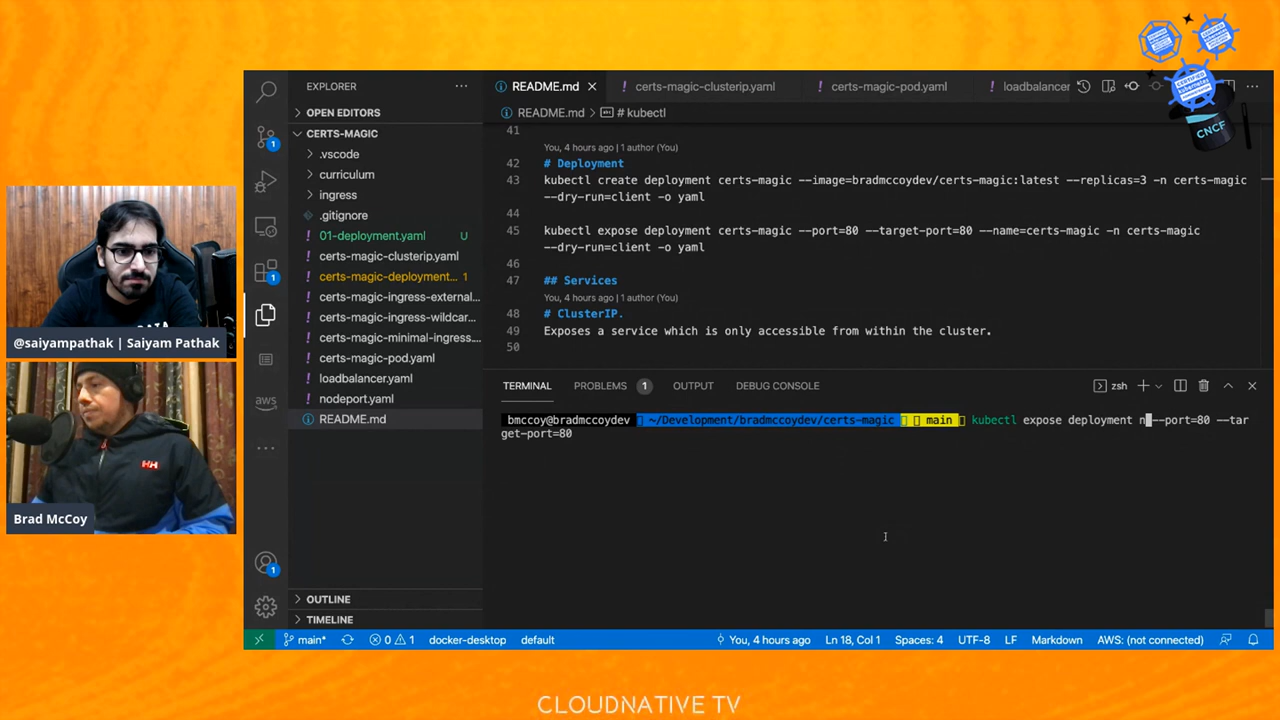 CNCF
EXPLORER
OPEN EDITORS
CERTS-MAGIC
.vscode
curriculum
ingress
.gitignore
01-deployment.yaml U
certs-magic-clusterip.yaml
certs-magic-deployment... 1
certs-magic-ingress-external...
certs-magic-ingress-wildcar...
certs-magic-minimal-ingress....
certs-magic-pod.yaml
loadbalancer.yaml
nodeport.yaml
README.md
OUTLINE
TIMELINE
README.md
certs-magic-clusterip.yaml
certs-magic-pod.yaml
loadbalancer
README.md > # kubectl
41
You, 4 hours ago | 1 author (You)
42 # Deployment
43 kubectl create deployment certs-magic --image=bradmccoydev/certs-magic:latest --replicas=3 -n certs-magic
--dry-run=client -o yaml
44
45 kubectl expose deployment certs-magic --port=80 --target-port=80 --name=certs-magic -n certs-magic
--dry-run=client -o yaml
46
47 ## Services
You, 4 hours ago | 1 author (You)
48 # ClusterIP.
49 Exposes a service which is only accessible from within the cluster.
50
TERMINAL PROBLEMS 1 OUTPUT DEBUG CONSOLE
zsh
bmccoy@bradmccoydev ~/Development/bradmccoydev/certs-magic main kubectl expose deployment n --port=80 --tar
get-port=80
@saiyampathak | Saiyam Pathak
Brad McCoy
main* 0 1 docker-desktop default You, 4 hours ago Ln 18, Col 1 Spaces: 4 UTF-8 LF Markdown AWS: (not connected)
CLOUDNATIVE TV